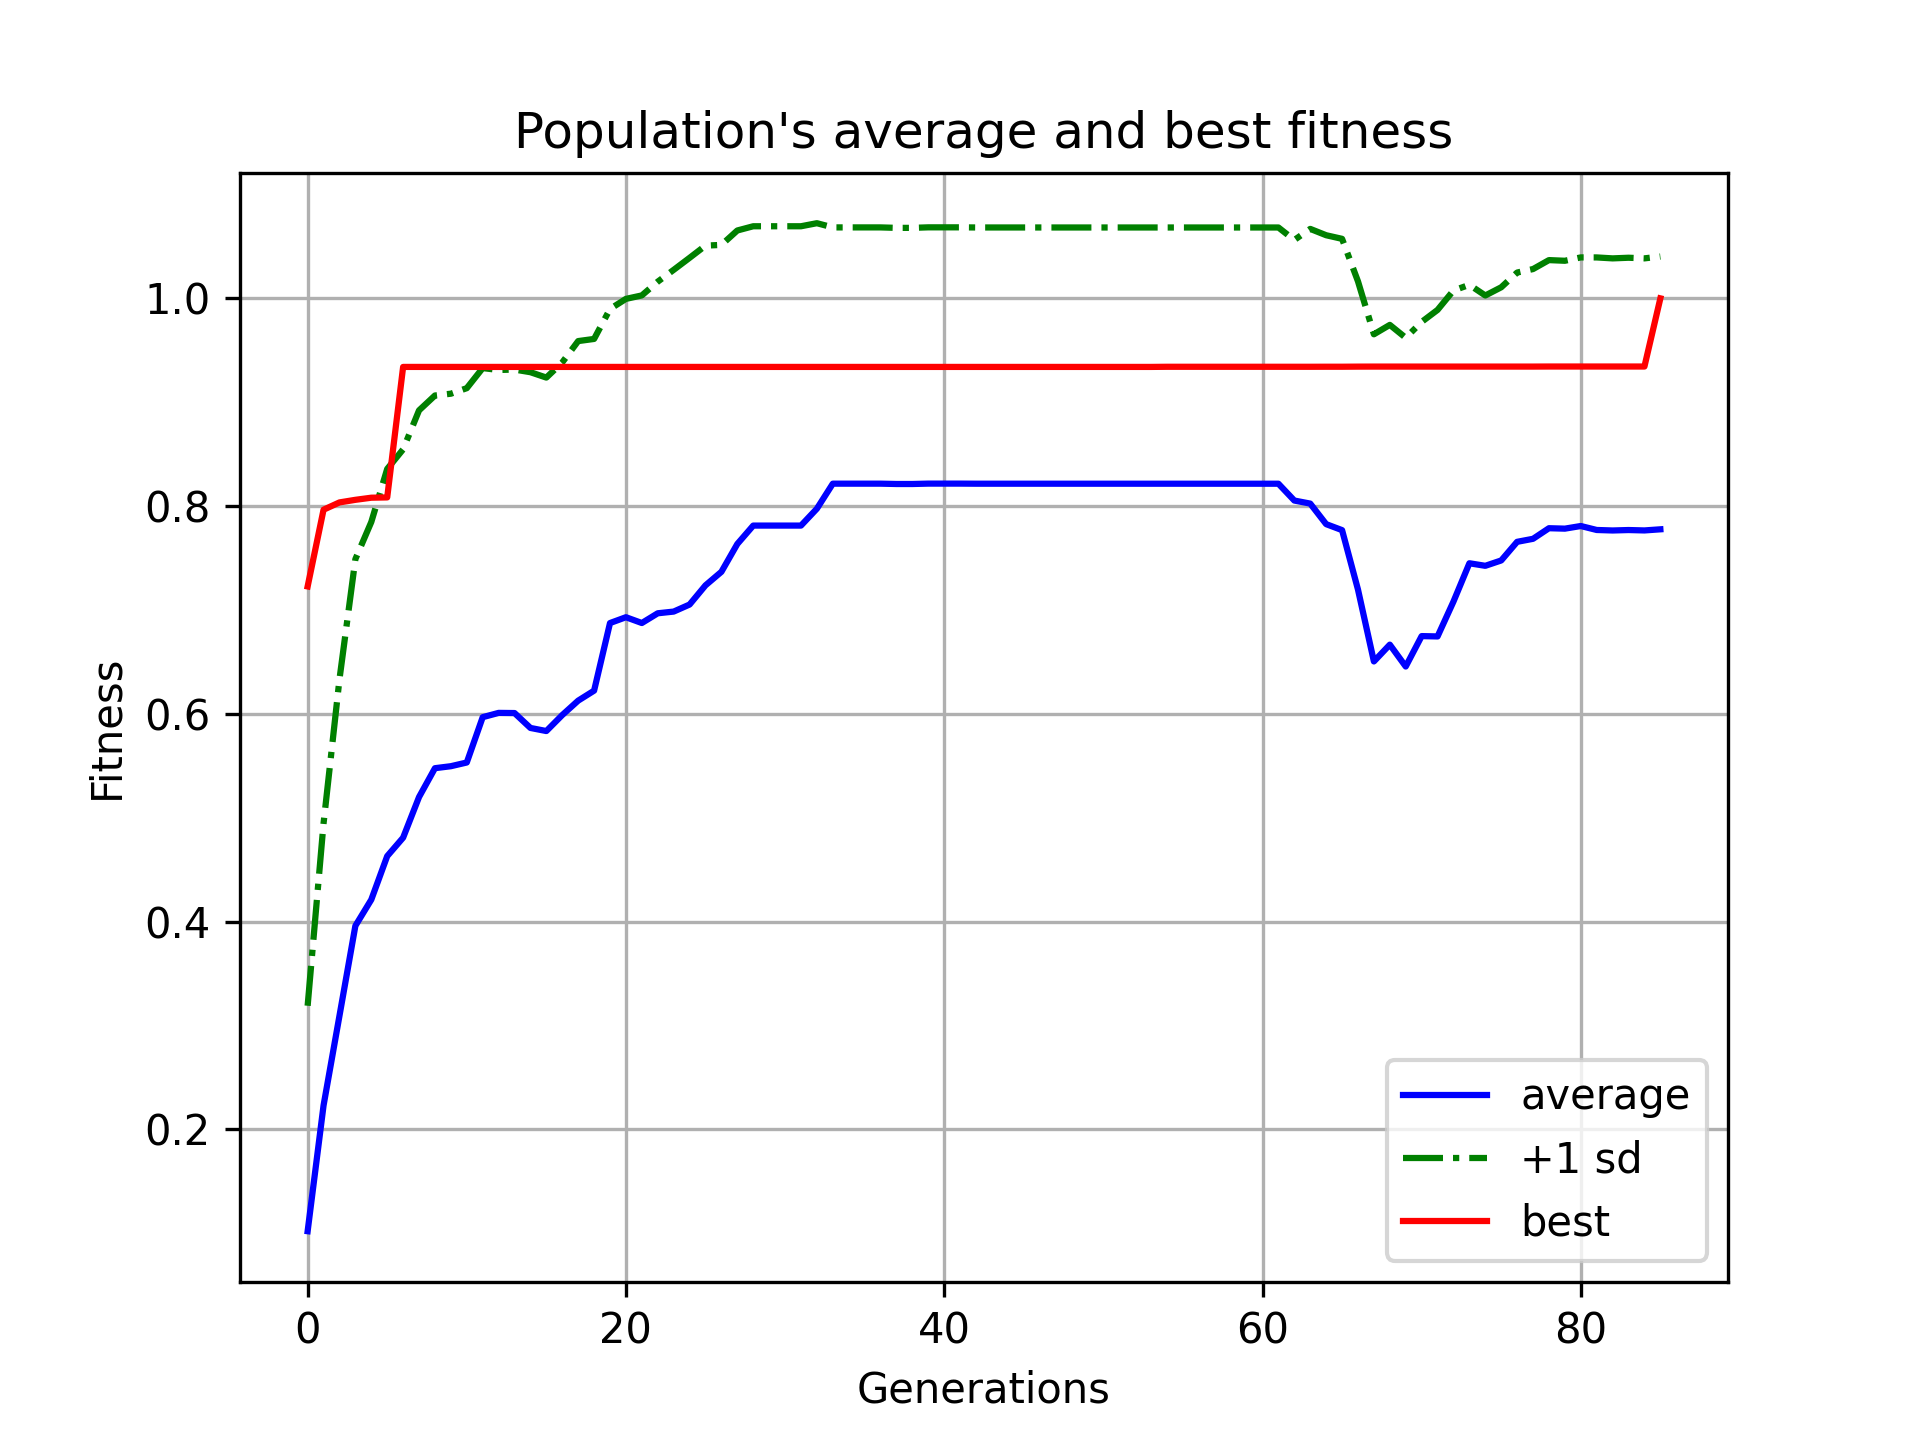 Population's average and best fitness
1.0
0.8
0.6
0.4
0.2
Fitness
0 20 40 60 80
Generations
average
+1 sd
best